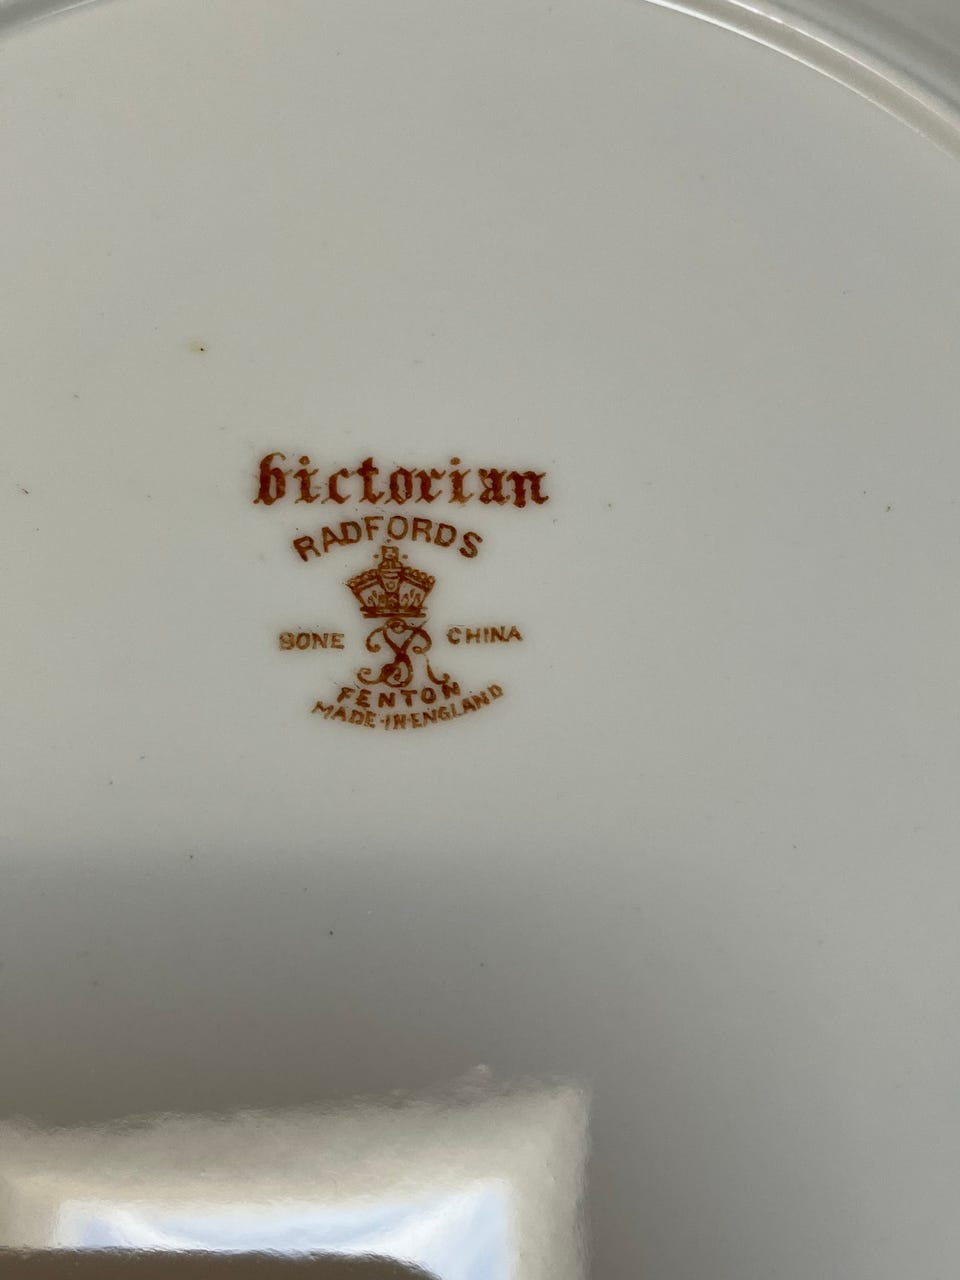 Victorian
RADFORDS
BONE CHINA
FENTON
MADE-IN-ENGLAND